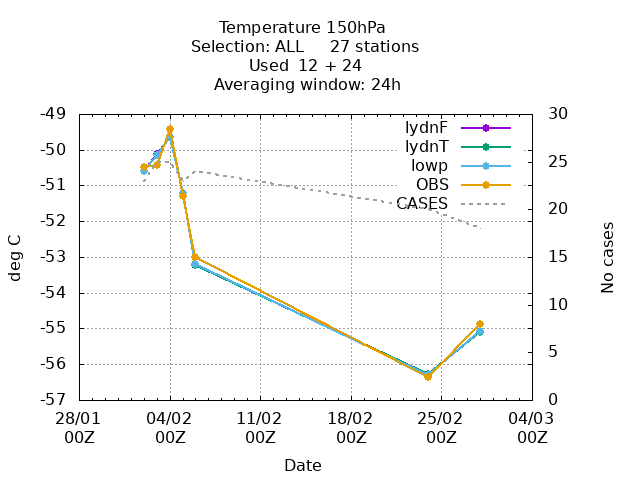 Temperature 150hPa
Selection: ALL 27 stations
Used 12 + 24
Averaging window: 24h
-49
-50
-51
-52
-53
-54
-55
-56
-57
deg C
30
25
20
15
10
5
0
No cases
lydnF
lydnT
lowp
OBS
CASES
28/01 04/02 11/02 18/02 25/02 04/03
00Z 00Z 00Z 00Z 00Z 00Z
Date